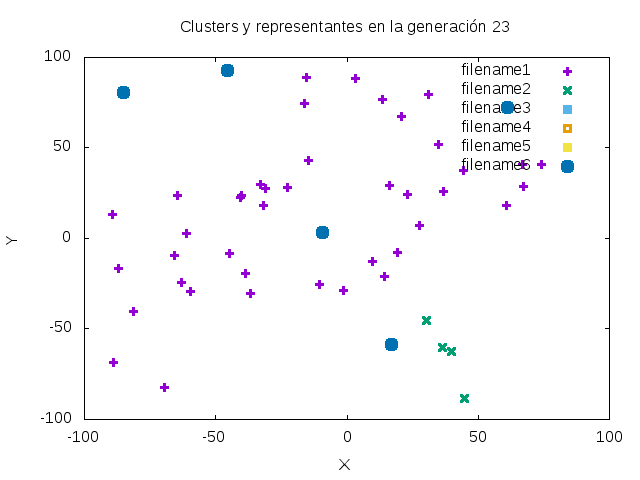 Clusters y representantes en la generación 23
100
50
0
-50
-100
-100
-50
0
50
100
Y
X
filename1
filename2
filename3
filename4
filename5
filename6